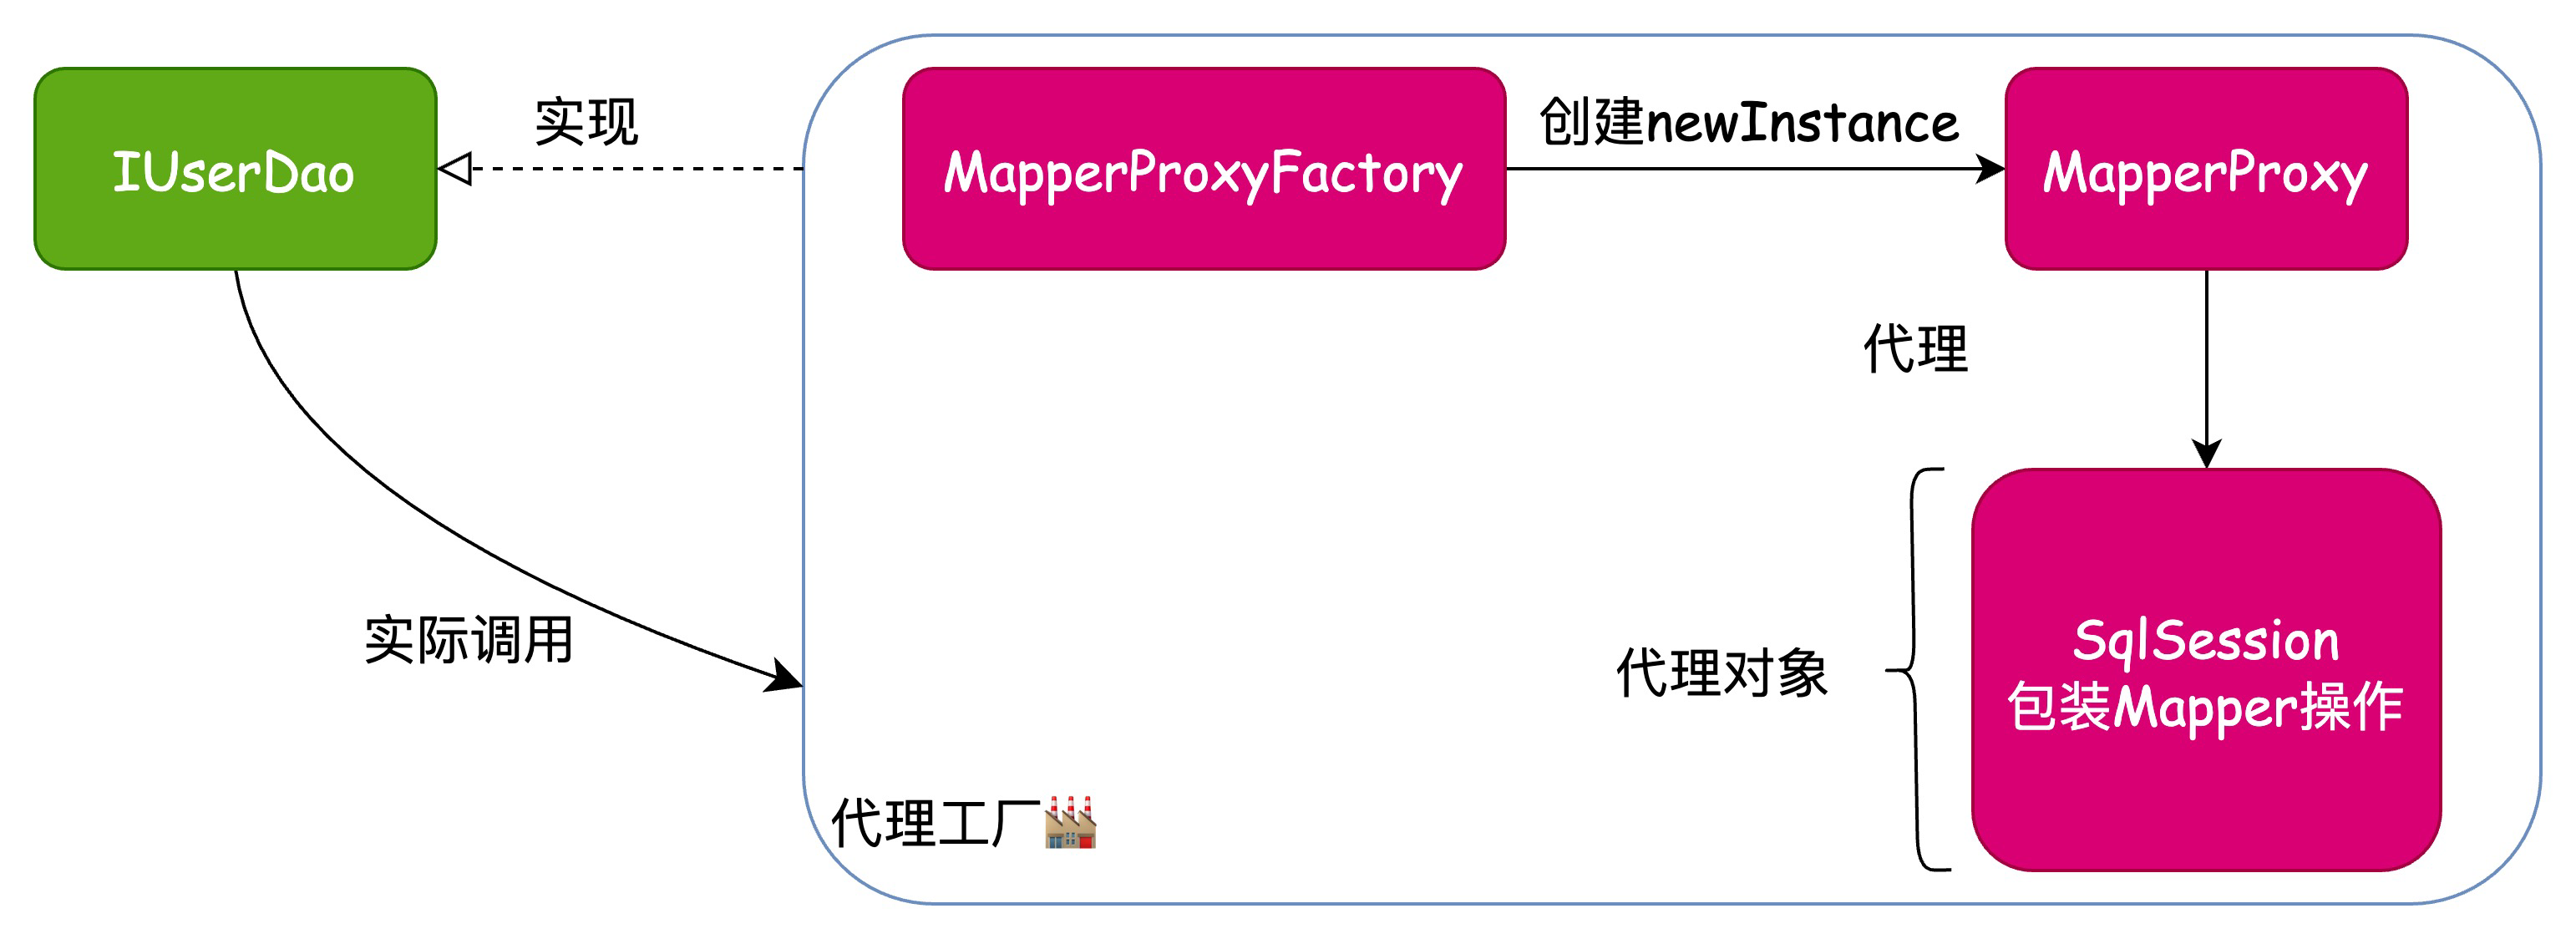 IUserDao
实现
MapperProxyFactory
创建newInstance
MapperProxy
代理
实际调用
代理对象
SqlSession
包装Mapper操作
代理工厂🏭